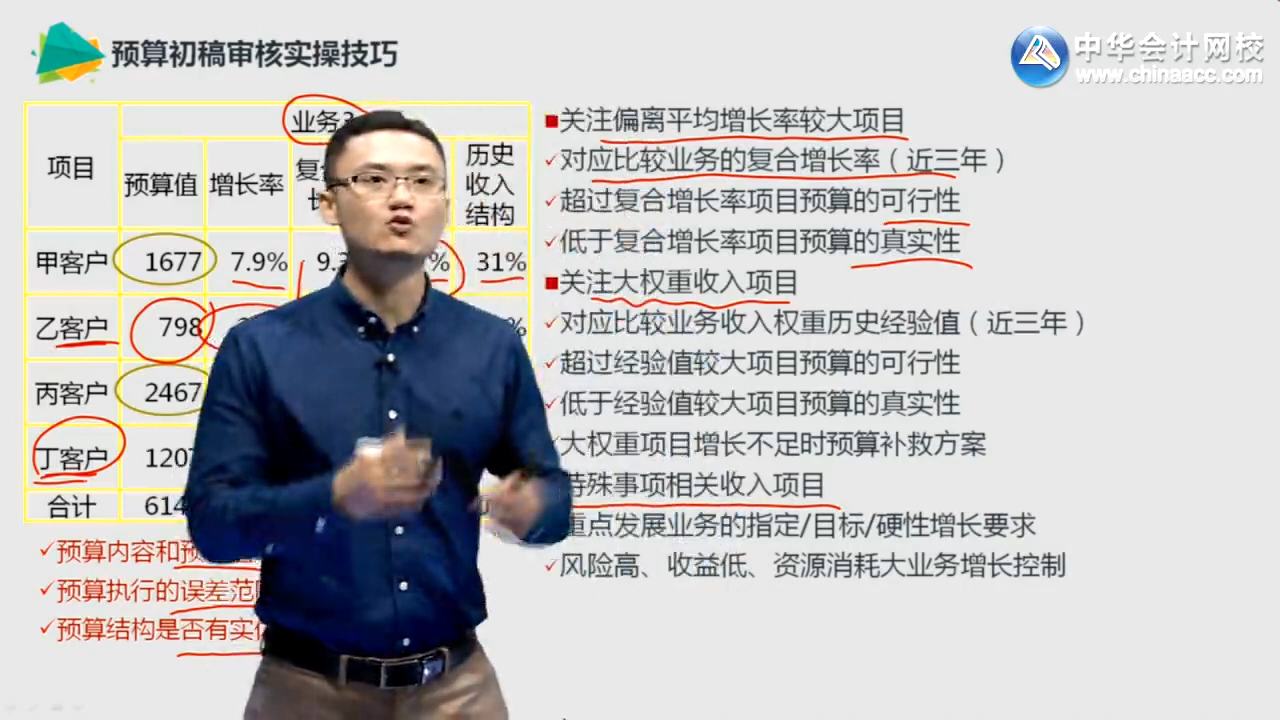 预算初稿审核实操技巧
中华会计网校
www.chinaacc.com
项目
业务
预算值
增长率
复
历史
收入
结构
甲客户 1677 7.9% 9. % 31%
乙客户 798 %
丙客户 2467
丁客户 120
合计 614
✓预算内容和预
✓预算执行的误差范
✓预算结构是否有实
■关注偏离平均增长率较大项目
✓对应比较业务的复合增长率（近三年）
✓超过复合增长率项目预算的可行性
✓低于复合增长率项目预算的真实性
■关注大权重收入项目
✓对应比较业务收入权重历史经验值（近三年）
✓超过经验值较大项目预算的可行性
✓低于经验值较大项目预算的真实性
大权重项目增长不足时预算补救方案
特殊事项相关收入项目
重点发展业务的指定/目标/硬性增长要求
✓风险高、收益低、资源消耗大业务增长控制